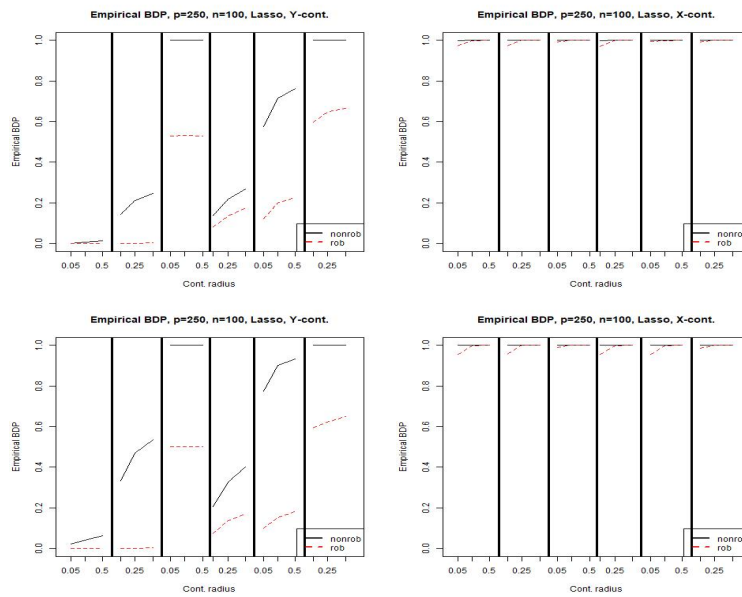 Empirical BDP, p=250, n=100, Lasso, Y-cont.
Empirical BDP
1.0
0.8
0.6
0.4
0.2
0.0
nonrob
rob
0.05 0.5 0.25 0.05 0.5 0.25 0.05 0.5 0.25
Cont. radius
Empirical BDP, p=250, n=100, Lasso, X-cont.
Empirical BDP
1.0
0.8
0.6
0.4
0.2
0.0
nonrob
rob
0.05 0.5 0.25 0.05 0.5 0.25 0.05 0.5 0.25
Cont. radius
Empirical BDP, p=250, n=100, Lasso, Y-cont.
Empirical BDP
1.0
0.8
0.6
0.4
0.2
0.0
nonrob
rob
0.05 0.5 0.25 0.05 0.5 0.25 0.05 0.5 0.25
Cont. radius
Empirical BDP, p=250, n=100, Lasso, X-cont.
Empirical BDP
1.0
0.8
0.6
0.4
0.2
0.0
nonrob
rob
0.05 0.5 0.25 0.05 0.5 0.25 0.05 0.5 0.25
Cont. radius